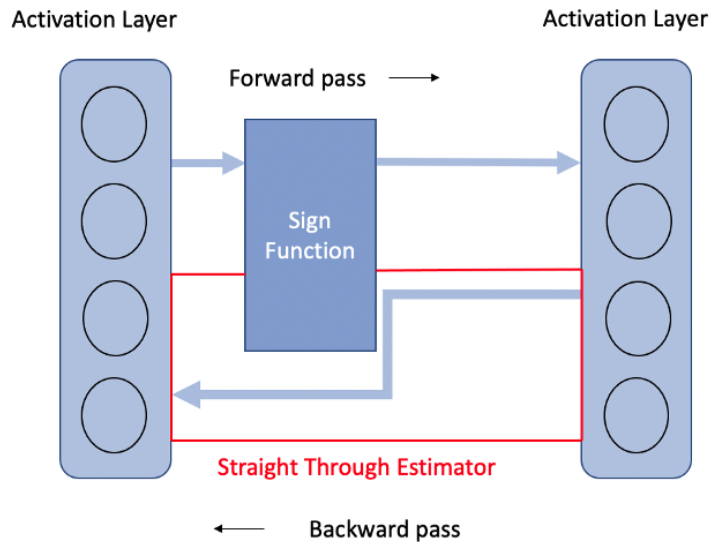 Activation Layer
Activation Layer
Forward pass
Sign
Function
Straight Through Estimator
Backward pass